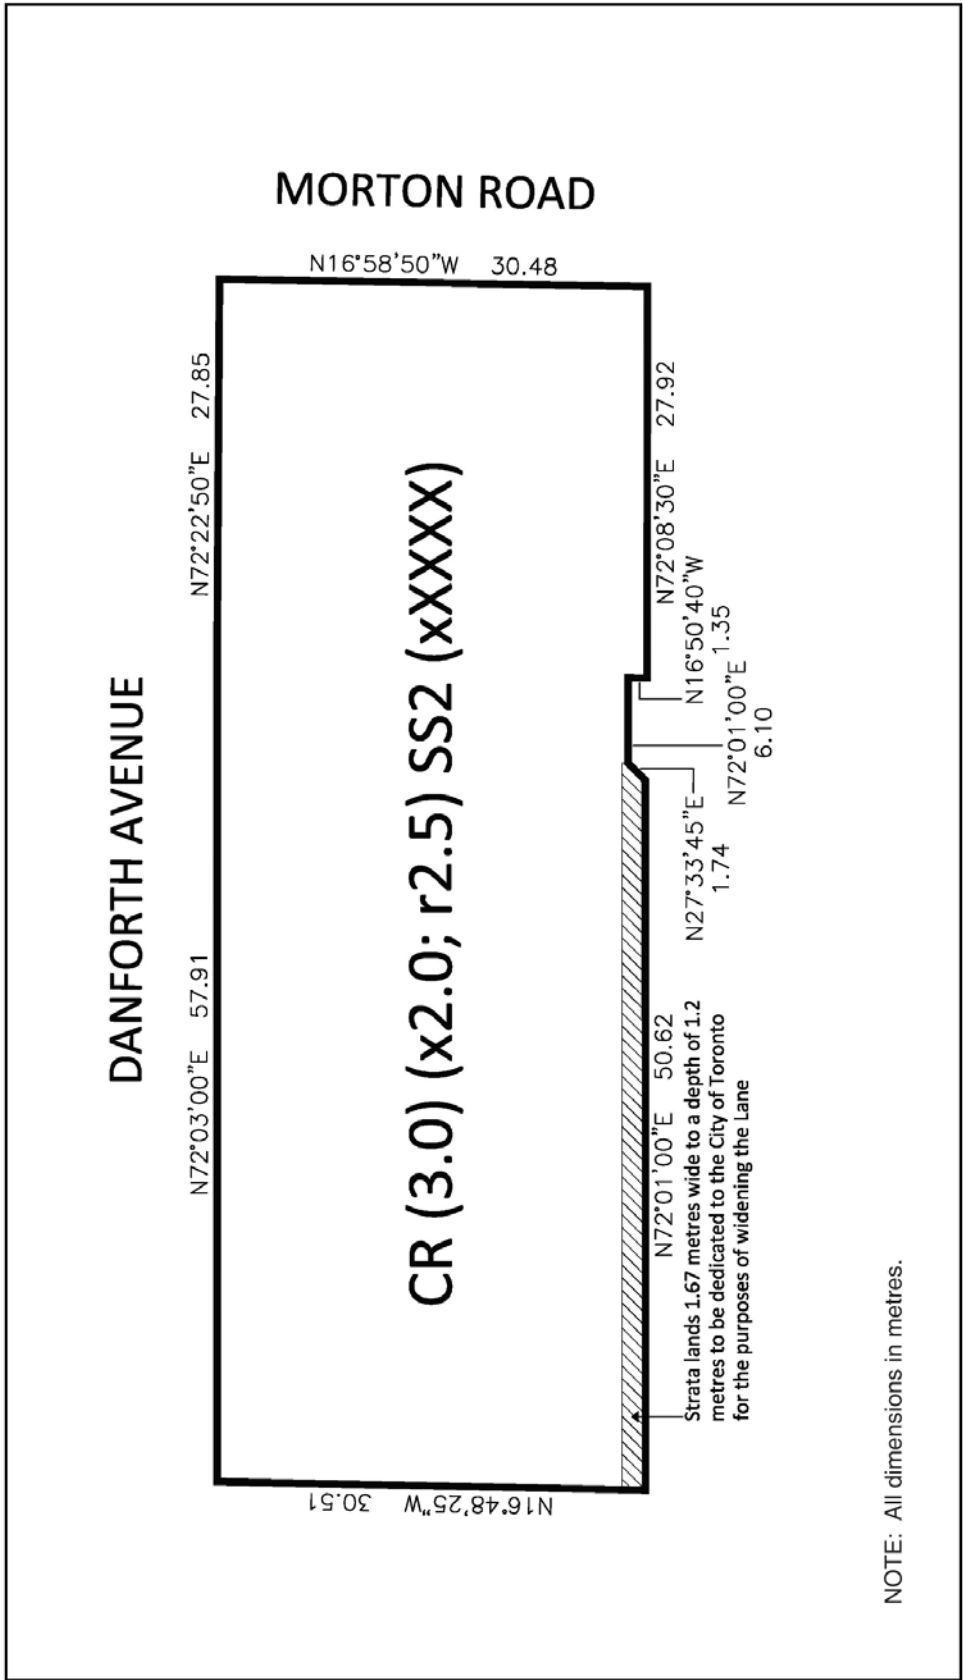 MORTON ROAD
N16°58'50"W 30.48
DANFORTH AVENUE
N72°03'00"E 57.91
N72°22'50"E 27.85
CR (3.0) (x2.0; r2.5) SS2 (xXXXX)
N16°48'25"W 30.51
N72°01'00"E 50.62
N72°08'30"E 27.92
N16°50'40"W
1.35
N72°01'00"E
6.10
N27°33'45"E
1.74
Strata lands 1.67 metres wide to a depth of 1.2
metres to be dedicated to the City of Toronto
for the purposes of widening the Lane
NOTE: All dimensions in metres.